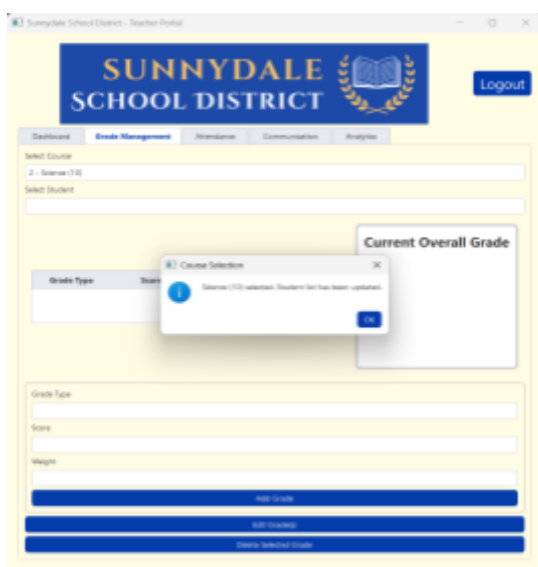 Sunnydale School District - Teacher Portal
SUNNYDALE
SCHOOL DISTRICT
Logout
Dashboard Grade Management Attendance Communication Analytics
Select Course
2 - Science (10)
Select Student
Current Overall Grade
Course Selection
Grade Type Score
Science (10) selected. Student list has been updated.
OK
Grade Type
Score
Weight
Add Grade
Edit Grade(s)
Delete Selected Grade